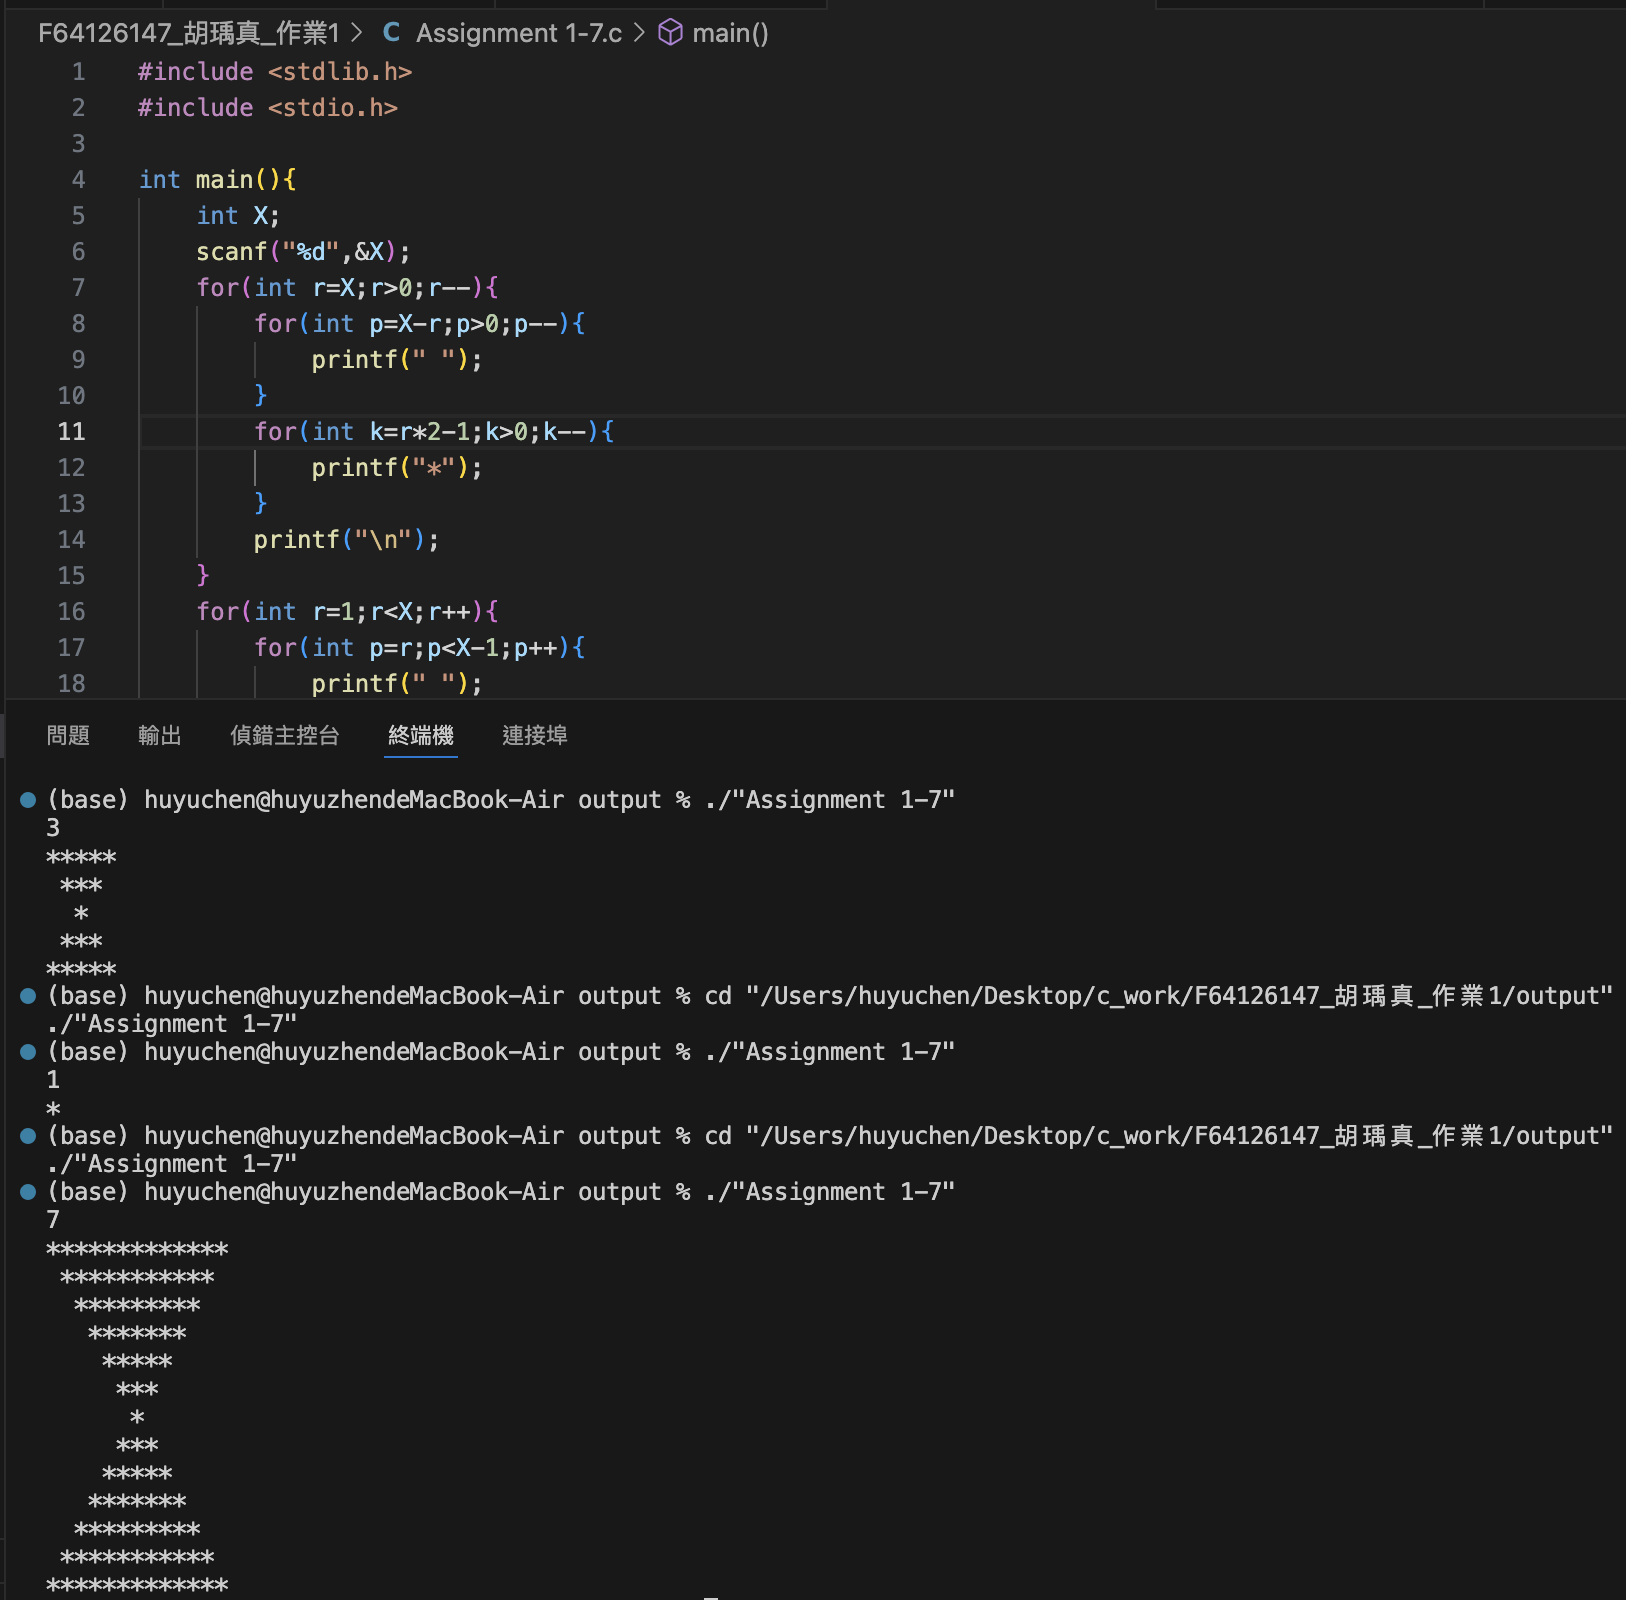 F64126147_胡瑀真_作業1 > C Assignment 1-7.c > main()
1 #include <stdlib.h>
2 #include <stdio.h>
3
4 int main(){
5     int X;
6     scanf("%d",&X);
7     for(int r=X;r>0;r--){
8         for(int p=X-r;p>0;p--){
9             printf(" ");
10         }
11         for(int k=r*2-1;k>0;k--){
12             printf("*");
13         }
14         printf("\n");
15     }
16     for(int r=1;r<X;r++){
17         for(int p=r;p<X-1;p++){
18             printf(" ");
問題 輸出 偵錯主控台 終端機 連接埠
(base) huyuchen@huyuzhendeMacBook-Air output % ./"Assignment 1-7"
3
*****
 ***
  *
 ***
*****
(base) huyuchen@huyuzhendeMacBook-Air output % cd "/Users/huyuchen/Desktop/c_work/F64126147_胡瑀真_作業1/output"
./"Assignment 1-7"
(base) huyuchen@huyuzhendeMacBook-Air output % ./"Assignment 1-7"
1
*
(base) huyuchen@huyuzhendeMacBook-Air output % cd "/Users/huyuchen/Desktop/c_work/F64126147_胡瑀真_作業1/output"
./"Assignment 1-7"
(base) huyuchen@huyuzhendeMacBook-Air output % ./"Assignment 1-7"
7
*************
 ***********
  *********
   *******
    *****
     ***
      *
     ***
    *****
   *******
  *********
 ***********
*************